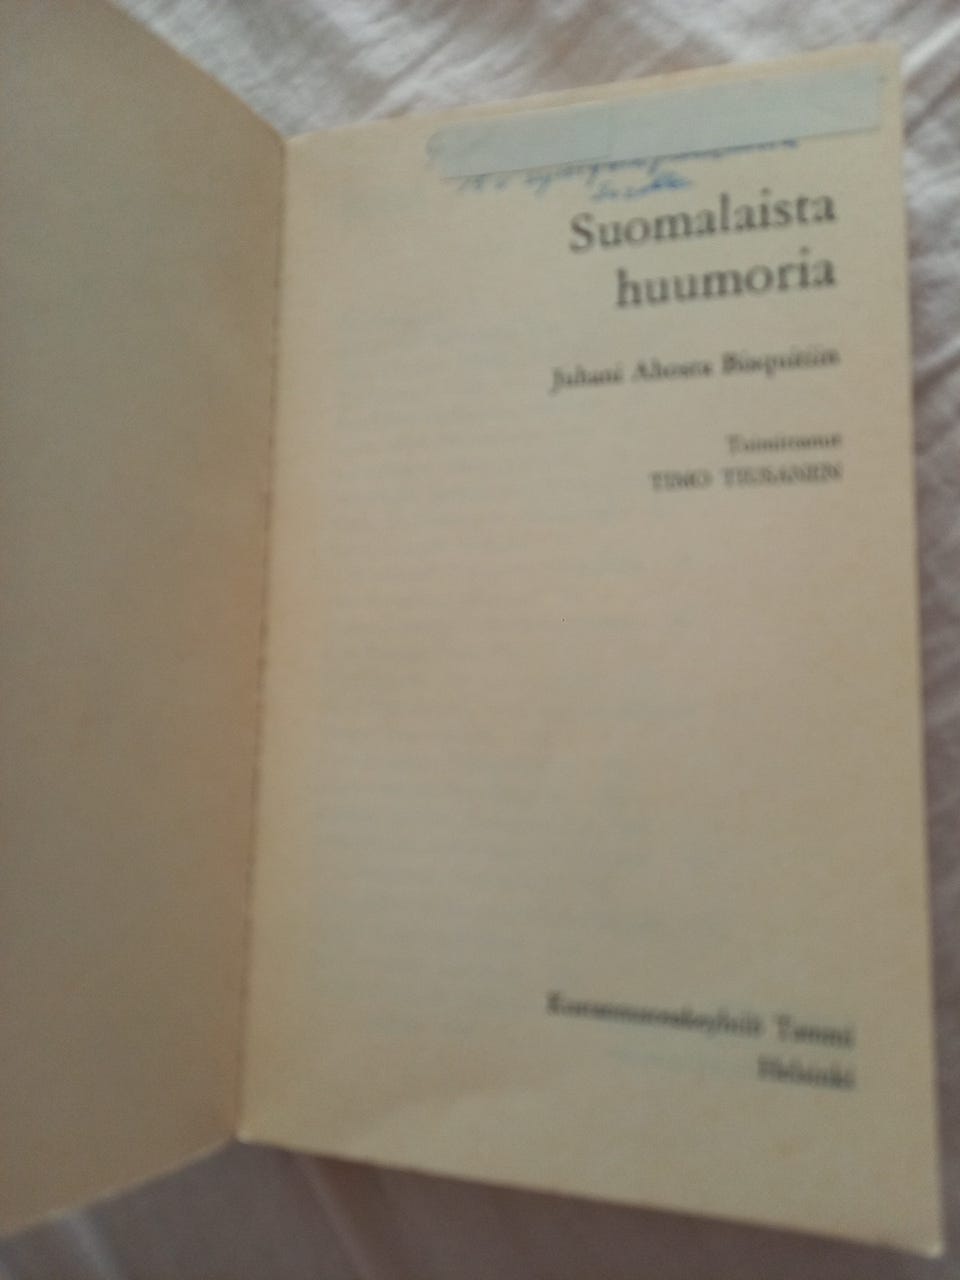 Suomalaista
huumoria
Juhani Ahosta Bisquitiin
Toimittanut
TIMO TIUSANEN
Kustannusosakeyhtiö Tammi
Helsinki